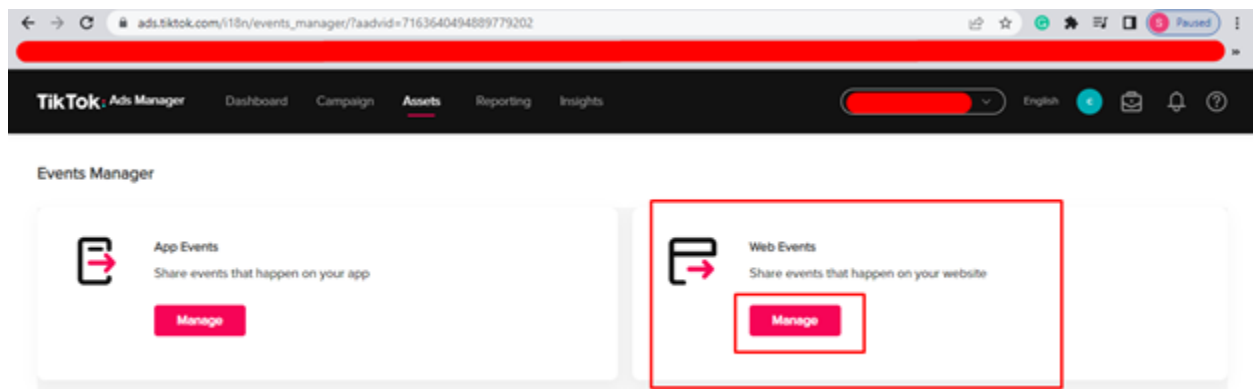 ads.tiktok.com/i18n/events_manager/?aadvid=7163640494889779202
S Paused
TikTok: Ads Manager Dashboard Campaign Assets Reporting Insights English
Events Manager
App Events
Share events that happen on your app
Manage
Web Events
Share events that happen on your website
Manage